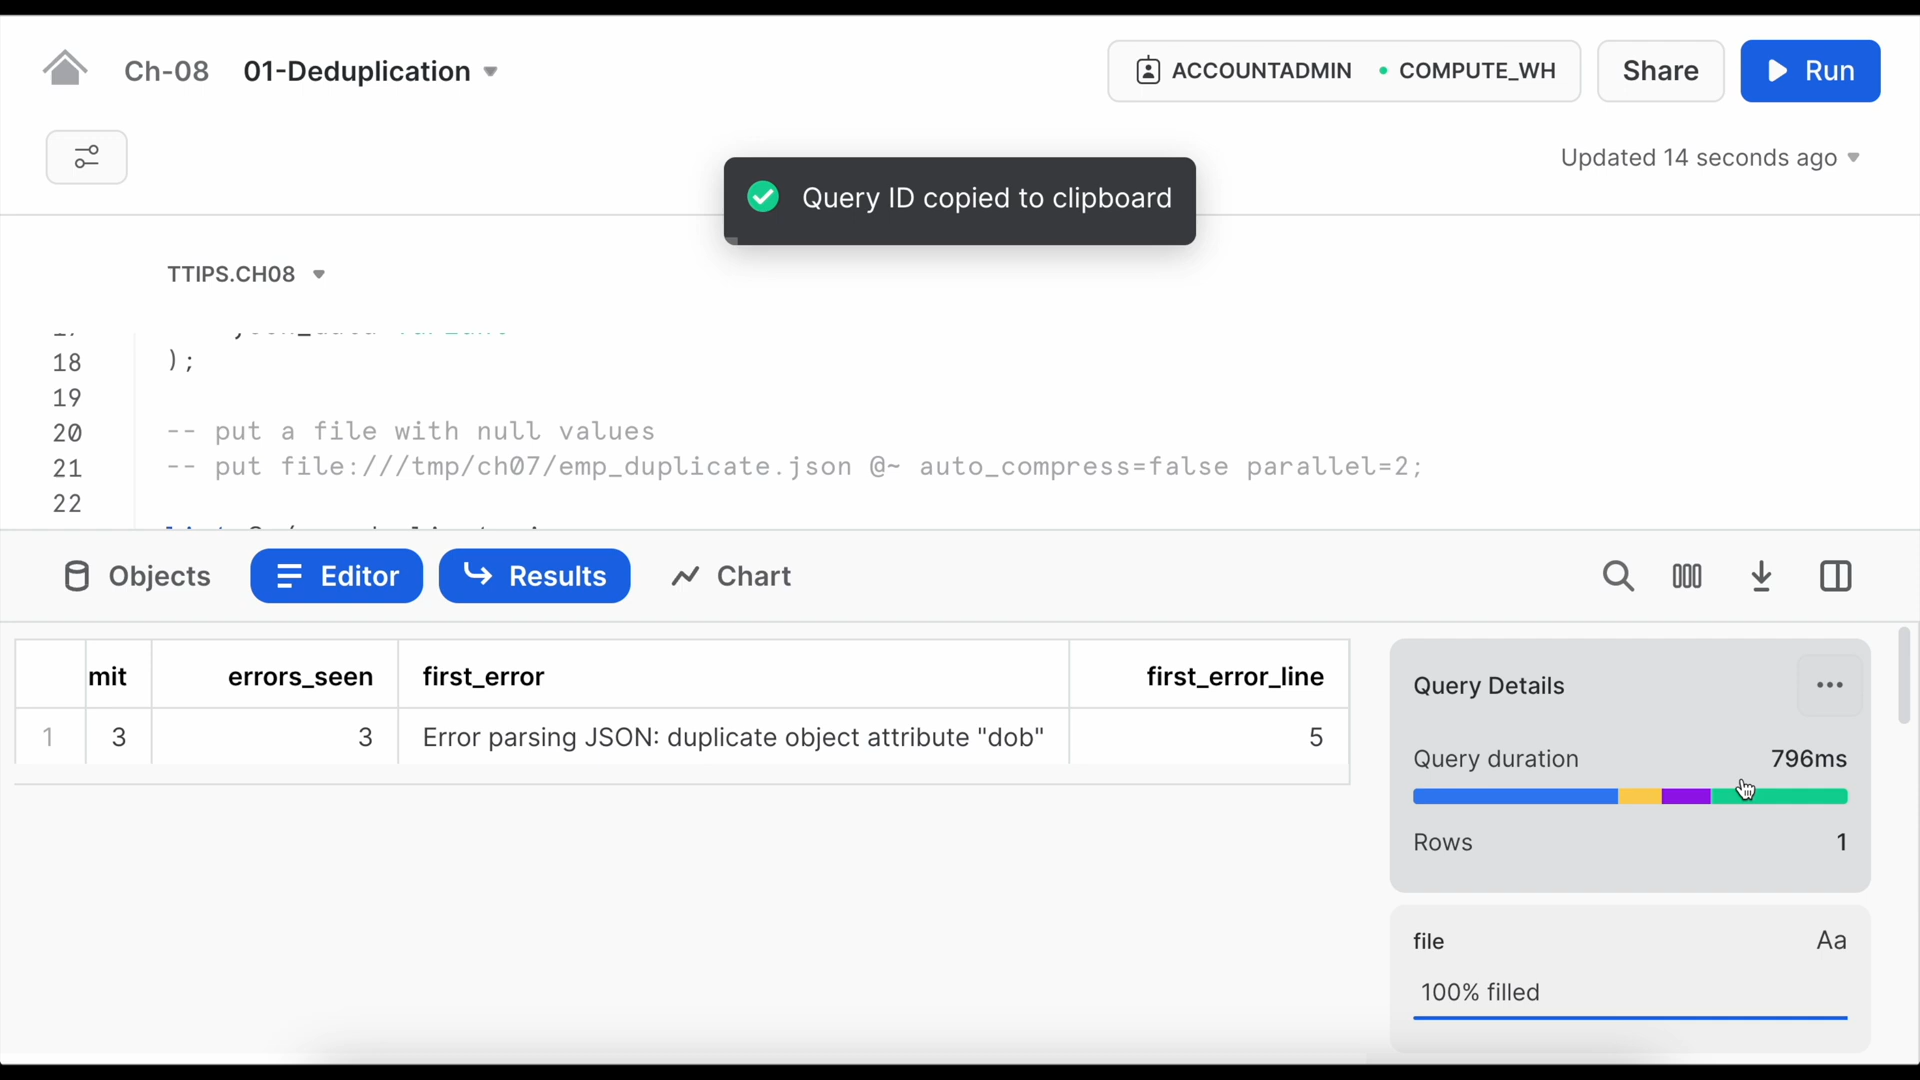 Ch-08 01-Deduplication
ACCOUNTADMIN COMPUTE_WH
Share
Run
Updated 14 seconds ago
Query ID copied to clipboard
TTIPS.CH08
18 );
19
20 -- put a file with null values
21 -- put file:///tmp/ch07/emp_duplicate.json @~ auto_compress=false parallel=2;
22
Objects Editor Results Chart
mit errors_seen first_error first_error_line
1 3 3 Error parsing JSON: duplicate object attribute "dob" 5
Query Details ...
Query duration 796ms
Rows 1
file Aa
100% filled